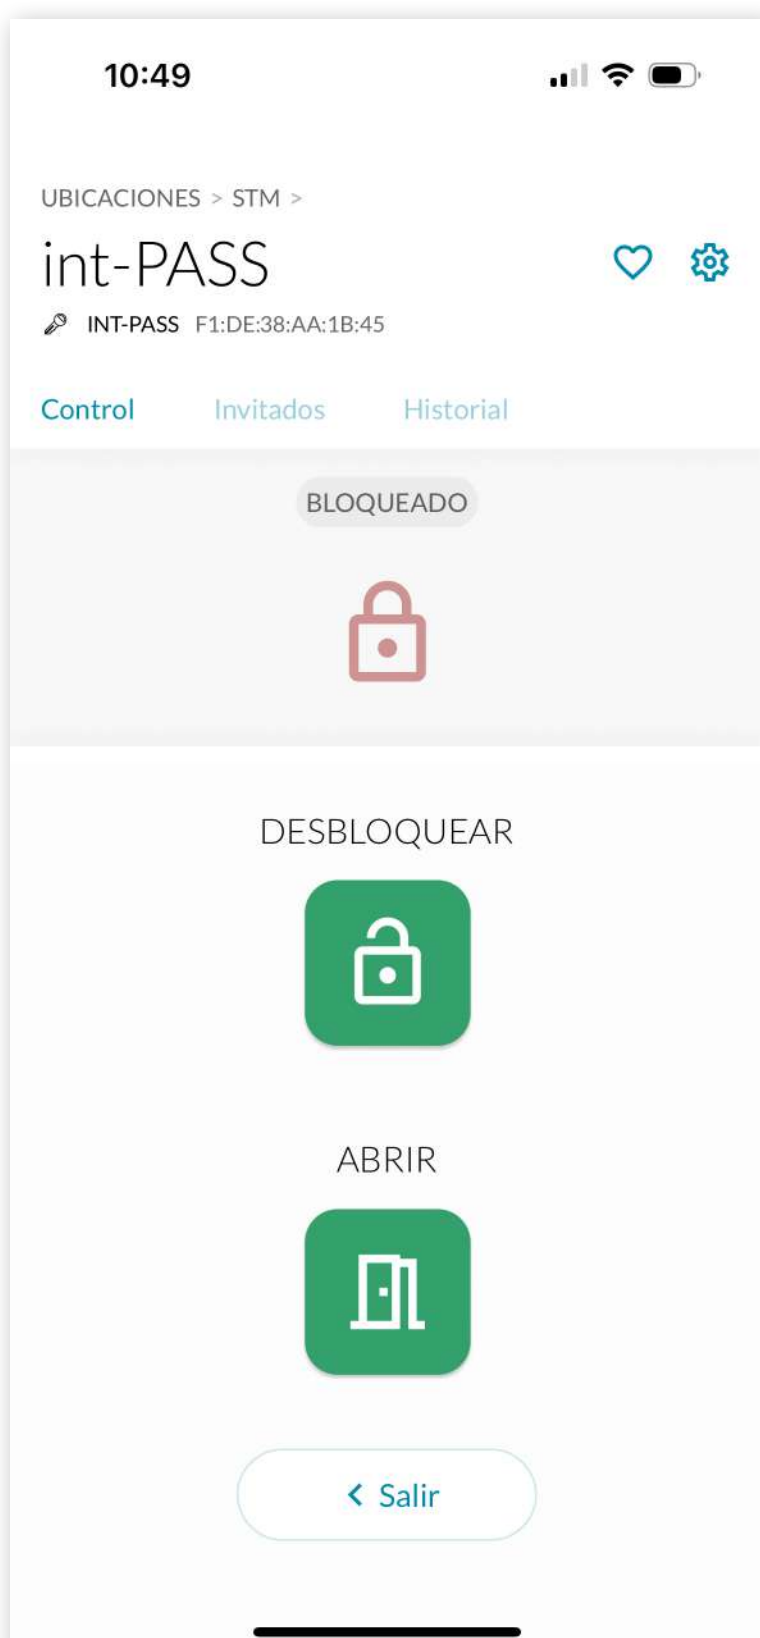 10:49
UBICACIONES > STM >
int-PASS
INT-PASS F1:DE:38:AA:1B:45
Control Invitados Historial
BLOQUEADO
DESBLOQUEAR
ABRIR
< Salir